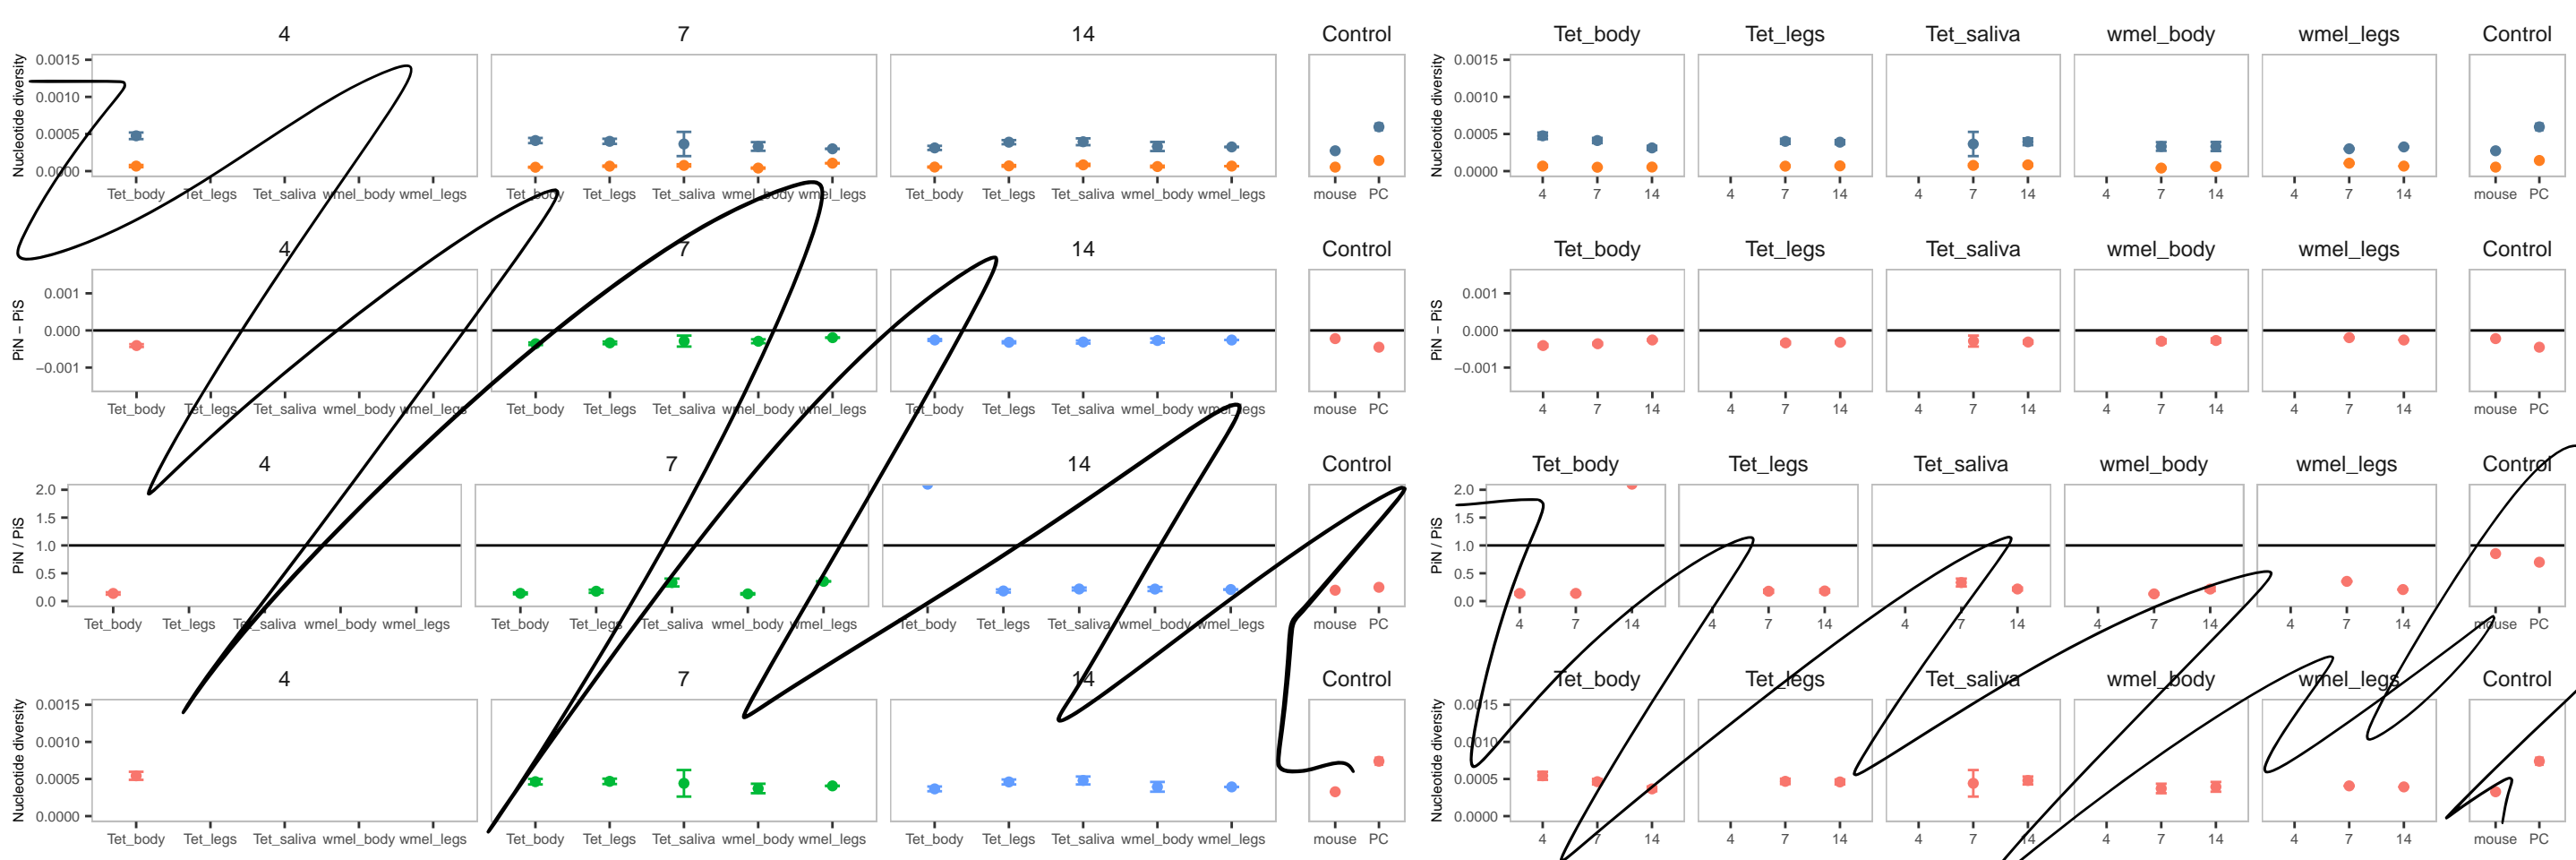 4 7 14 Control Tet_body Tet_legs Tet_saliva wmel_body wmel_legs Control
Nucleotide diversity
0.0015
0.0010
0.0005
0.0000
Tet_body Tet_legs Tet_saliva wmel_body wmel_legs Tet_body Tet_legs Tet_saliva wmel_body wmel_legs Tet_body Tet_legs Tet_saliva wmel_body wmel_legs mouse PC
Nucleotide diversity
0.0015
0.0010
0.0005
0.0000
4 7 14 4 7 14 4 7 14 4 7 14 4 7 14 mouse PC
4 7 14 Control Tet_body Tet_legs Tet_saliva wmel_body wmel_legs Control
PiN – PiS
0.001
0.000
−0.001
Tet_body Tet_legs Tet_saliva wmel_body wmel_legs Tet_body Tet_legs Tet_saliva wmel_body wmel_legs Tet_body Tet_legs Tet_saliva wmel_body wmel_legs mouse PC
PiN – PiS
0.001
0.000
−0.001
4 7 14 4 7 14 4 7 14 4 7 14 4 7 14 mouse PC
4 7 14 Control Tet_body Tet_legs Tet_saliva wmel_body wmel_legs Control
PiN / PiS
2.0
1.5
1.0
0.5
0.0
Tet_body Tet_legs Tet_saliva wmel_body wmel_legs Tet_body Tet_legs Tet_saliva wmel_body wmel_legs Tet_body Tet_legs Tet_saliva wmel_body wmel_legs mouse PC
PiN / PiS
2.0
1.5
1.0
0.5
0.0
4 7 14 4 7 14 4 7 14 4 7 14 4 7 14 mouse PC
4 7 14 Control Tet_body Tet_legs Tet_saliva wmel_body wmel_legs Control
Nucleotide diversity
0.0015
0.0010
0.0005
0.0000
Tet_body Tet_legs Tet_saliva wmel_body wmel_legs Tet_body Tet_legs Tet_saliva wmel_body wmel_legs Tet_body Tet_legs Tet_saliva wmel_body wmel_legs mouse PC
Nucleotide diversity
0.0015
0.0010
0.0005
0.0000
4 7 14 4 7 14 4 7 14 4 7 14 4 7 14 mouse PC